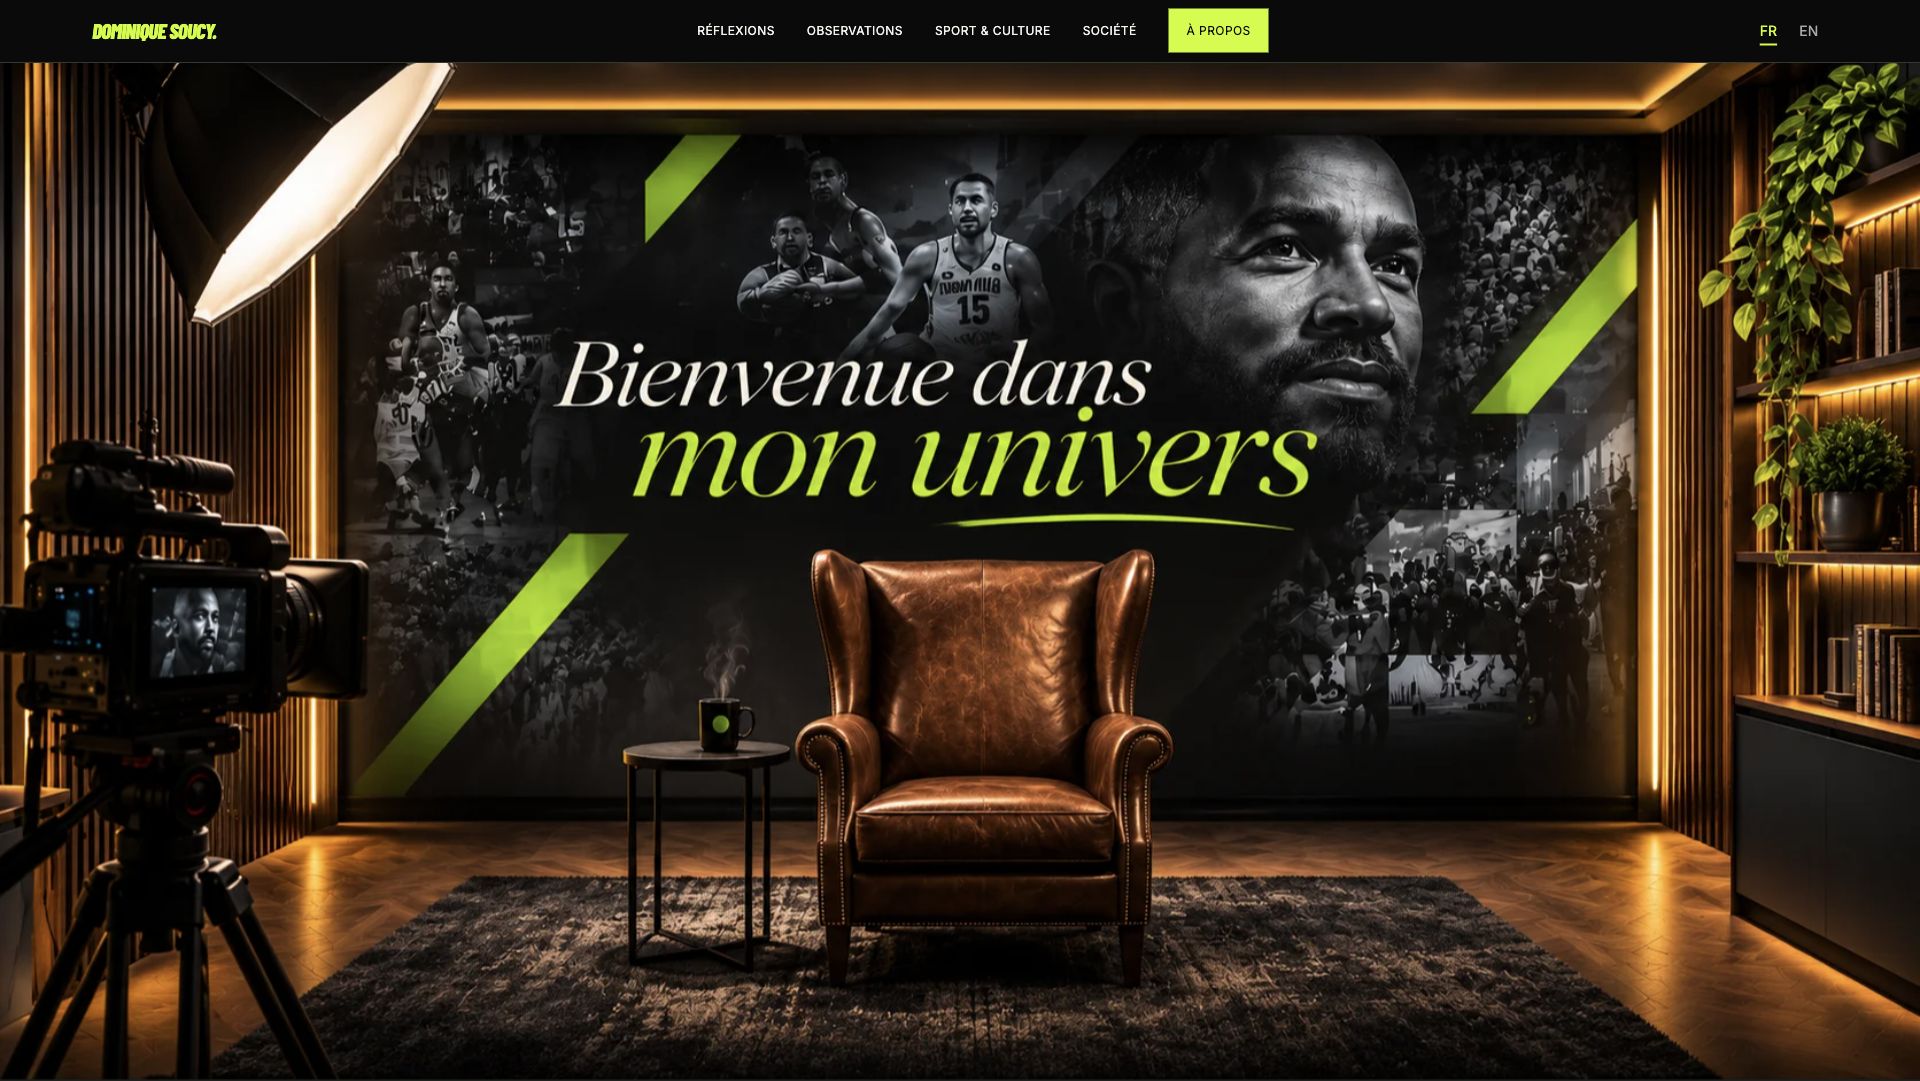 DOMINIQUE SOUCY.
RÉFLEXIONS
OBSERVATIONS
SPORT & CULTURE
SOCIÉTÉ
À PROPOS
FR
EN
15
Bienvenue dans
mon univers